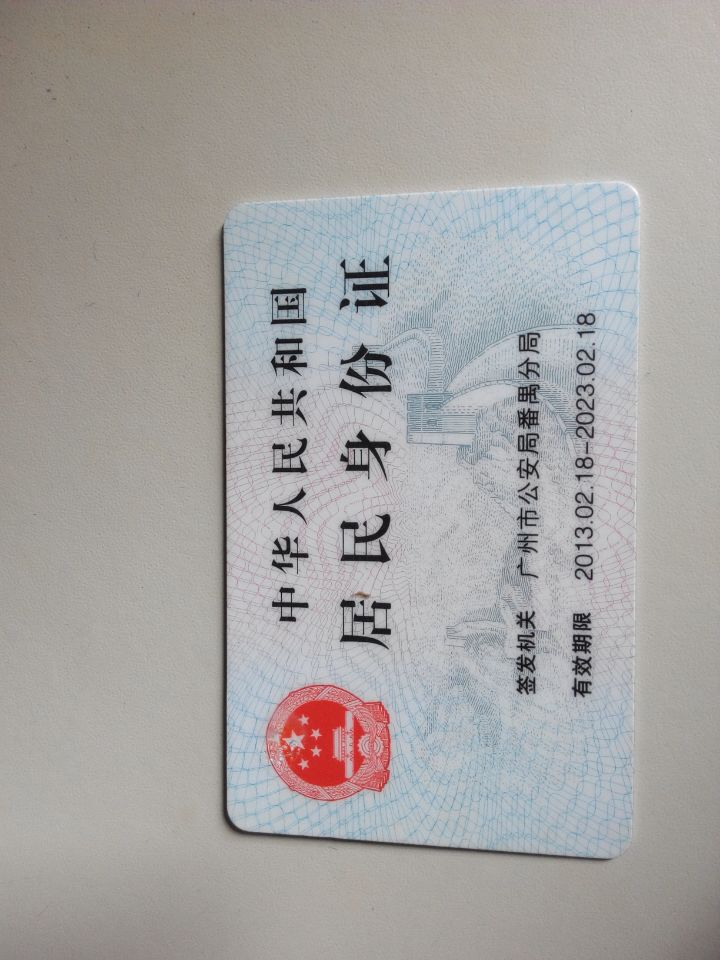 中华人民共和国
居民身份证
签发机关 广州市公安局番禺分局
有效期限 2013.02.18-2023.02.18